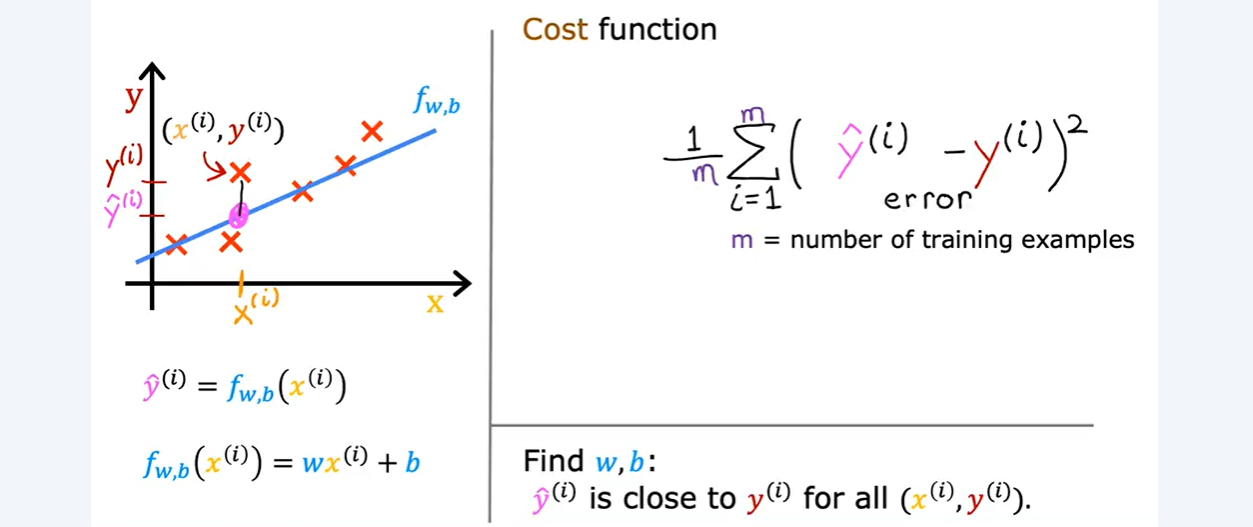 y
(x⁽ⁱ⁾, y⁽ⁱ⁾)
f_w,b
y⁽ⁱ⁾
ŷ⁽ⁱ⁾
x⁽ⁱ⁾
x
ŷ⁽ⁱ⁾ = f_w,b(x⁽ⁱ⁾)
f_w,b(x⁽ⁱ⁾) = wx⁽ⁱ⁾ + b
Cost function
1/m ∑_{i=1}^{m} (ŷ⁽ⁱ⁾ - y⁽ⁱ⁾)²
error
m = number of training examples
Find w, b:
ŷ⁽ⁱ⁾ is close to y⁽ⁱ⁾ for all (x⁽ⁱ⁾, y⁽ⁱ⁾).